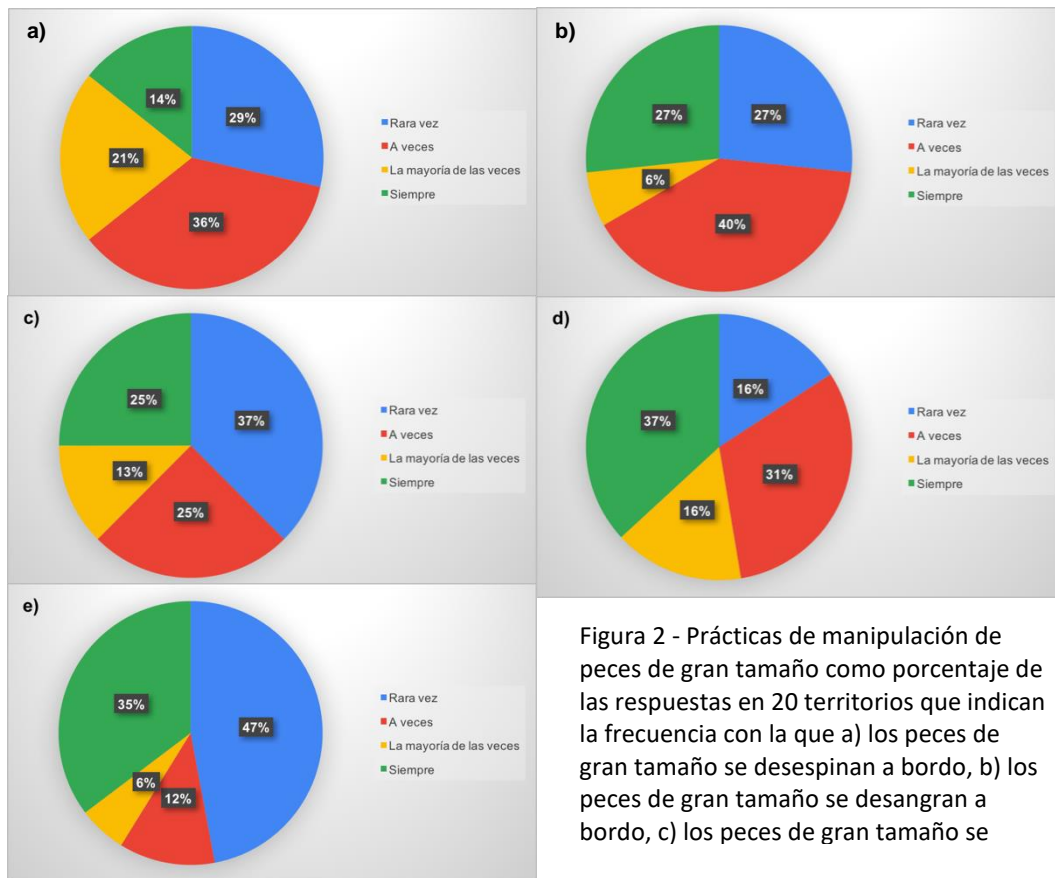 a)
14%
29%
21%
36%
Rara vez
A veces
La mayoría de las veces
Siempre
b)
27%
27%
6%
40%
Rara vez
A veces
La mayoría de las veces
Siempre
c)
25%
37%
13%
25%
Rara vez
A veces
La mayoría de las veces
Siempre
d)
16%
37%
31%
16%
Rara vez
A veces
La mayoría de las veces
Siempre
e)
35%
47%
6%
12%
Rara vez
A veces
La mayoría de las veces
Siempre
Figura 2 - Prácticas de manipulación de
peces de gran tamaño como porcentaje de
las respuestas en 20 territorios que indican
la frecuencia con la que a) los peces de
gran tamaño se desespinan a bordo, b) los
peces de gran tamaño se desangran a
bordo, c) los peces de gran tamaño se